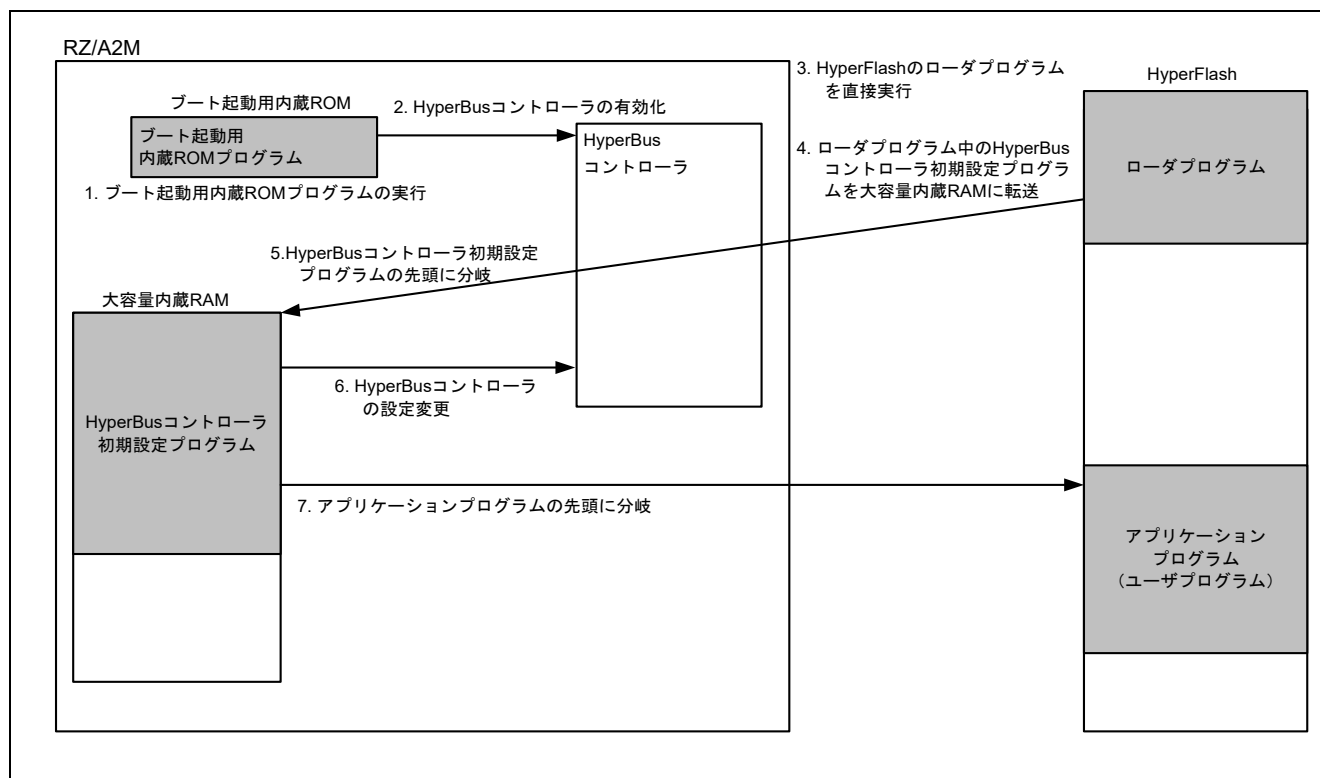 RZ/A2M
ブート起動用内蔵ROM
ブート起動用
内蔵ROMプログラム
1. ブート起動用内蔵ROMプログラムの実行
2. HyperBusコントローラの有効化
HyperBus
コントローラ
3. HyperFlashのローダプログラム
を直接実行
4. ローダプログラム中のHyperBus
コントローラ初期設定プログラ
ムを大容量内蔵RAMに転送
HyperFlash
ローダプログラム
5.HyperBusコントローラ初期設定
プログラムの先頭に分岐
大容量内蔵RAM
HyperBusコントローラ
初期設定プログラム
6. HyperBusコントローラ
の設定変更
7. アプリケーションプログラムの先頭に分岐
アプリケーション
プログラム
（ユーザプログラム）